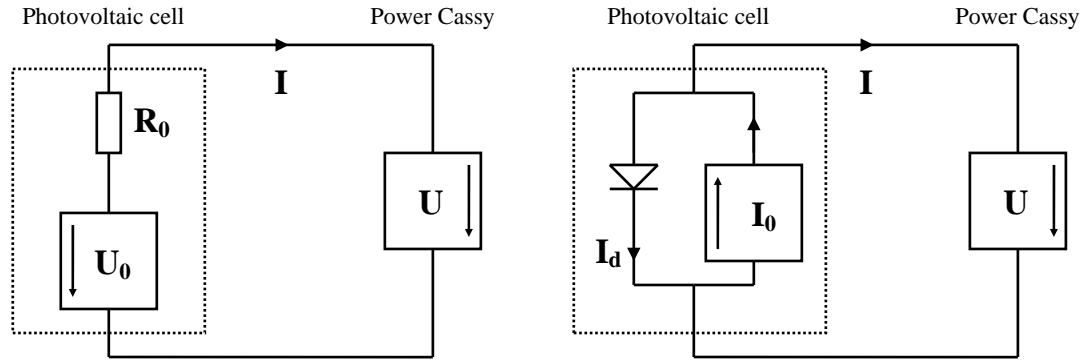 Photovoltaic cell
Power Cassy
I
R0
U0
U
Photovoltaic cell
Power Cassy
I
Id
I0
U